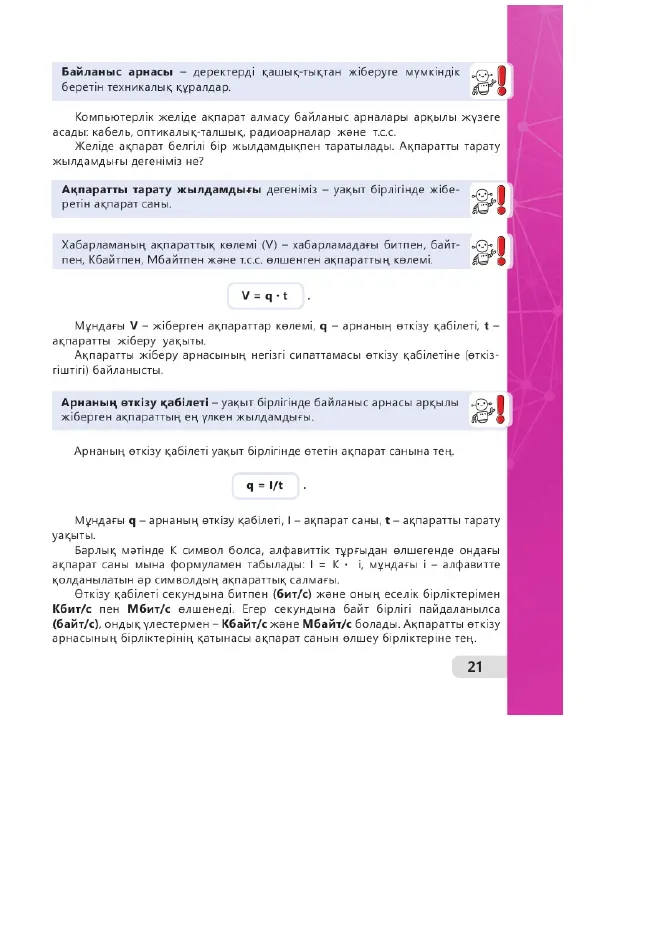 Байланыс арнасы – деректерді қашық-тықтан жіберуге мүмкіндік
беретін техникалық құралдар.
Компьютерлік желіде ақпарат алмасу байланыс арналары арқылы жүзеге
асады: кабель, оптикалық-талшық, радиоарналар және т.с.с.
Желіде ақпарат белгілі бір жылдамдықпен таратылады. Ақпаратты тарату
жылдамдығы дегеніміз не?
Ақпаратты тарату жылдамдығы дегеніміз – уақыт бірлігінде жібе-
ретін ақпарат саны.
Хабарламаның ақпараттық көлемі (V) – хабарламадағы битпен, байт-
пен, Кбайтпен, Мбайтпен және т.с.с. өлшенген ақпараттың көлемі.
V = q · t .
Мұндағы V – жіберген ақпараттар көлемі, q – арнаның өткізу қабілеті, t –
ақпаратты жіберу уақыты.
Ақпаратты жіберу арнасының негізгі сипаттамасы өткізу қабілетіне (өткіз-
гіштігі) байланысты.
Арнаның өткізу қабілеті – уақыт бірлігінде байланыс арнасы арқылы
жіберген ақпараттың ең үлкен жылдамдығы.
Арнаның өткізу қабілеті уақыт бірлігінде өтетін ақпарат санына тең.
q = I/t .
Мұндағы q – арнаның өткізу қабілеті, I – ақпарат саны, t – ақпаратты тарату
уақыты.
Барлық мәтінде К символ болса, алфавиттік тұрғыдан өлшегенде ондағы
ақпарат саны мына формуламен табылады: I = К · і, мұндағы і – алфавитте
қолданылатын әр символдың ақпараттық салмағы.
Өткізу қабілеті секундына битпен (бит/с) және оның еселік бірліктерімен
Кбит/с пен Мбит/с өлшенеді. Егер секундына байт бірлігі пайдаланылса
(байт/с), ондық үлестермен – Кбайт/с және Мбайт/с болады. Ақпаратты өткізу
арнасының бірліктерінің қатынасы ақпарат санын өлшеу бірліктеріне тең.
21